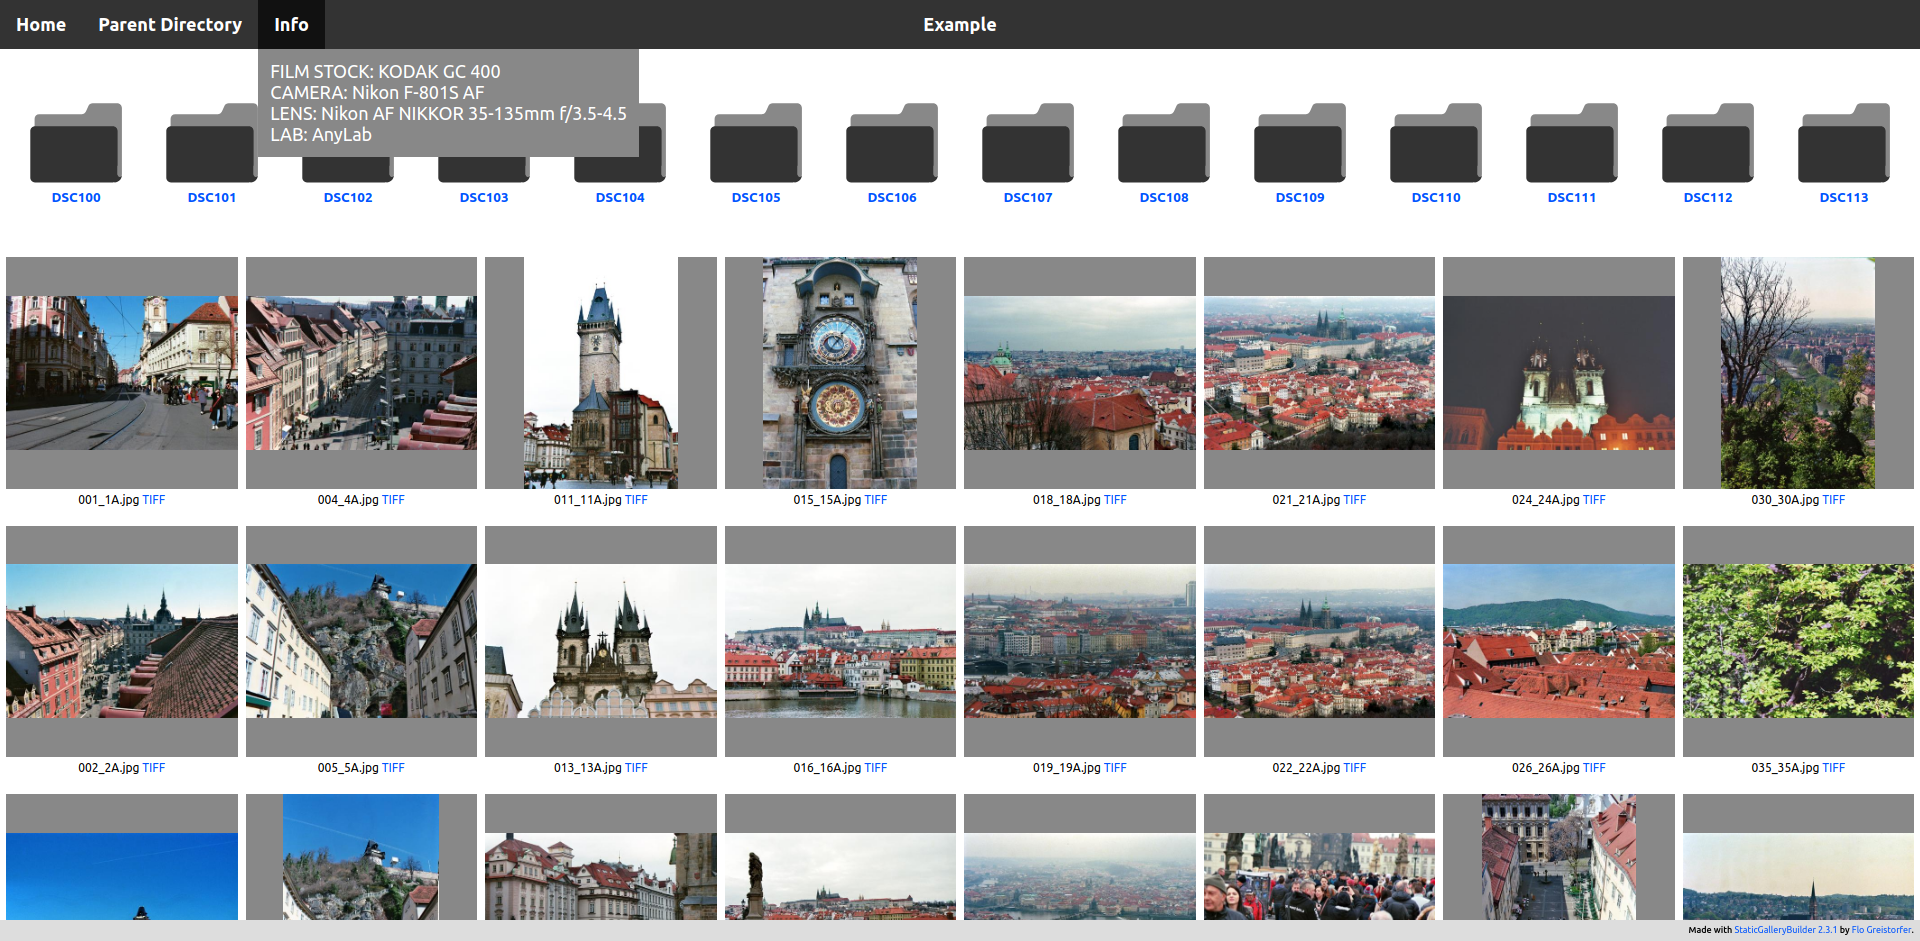 Home Parent Directory Info Example
FILM STOCK: KODAK GC 400
CAMERA: Nikon F-801S AF
LENS: Nikon AF NIKKOR 35-135mm f/3.5-4.5
LAB: AnyLab
DSC100 DSC101 DSC102 DSC103 DSC104 DSC105 DSC106 DSC107 DSC108 DSC109 DSC110 DSC111 DSC112 DSC113
001_1A.jpg TIFF 004_4A.jpg TIFF 011_11A.jpg TIFF 015_15A.jpg TIFF 018_18A.jpg TIFF 021_21A.jpg TIFF 024_24A.jpg TIFF 030_30A.jpg TIFF
002_2A.jpg TIFF 005_5A.jpg TIFF 013_13A.jpg TIFF 016_16A.jpg TIFF 019_19A.jpg TIFF 022_22A.jpg TIFF 026_26A.jpg TIFF 035_35A.jpg TIFF
Made with StaticGalleryBuilder 2.3.1 by Flo Greistorfer.